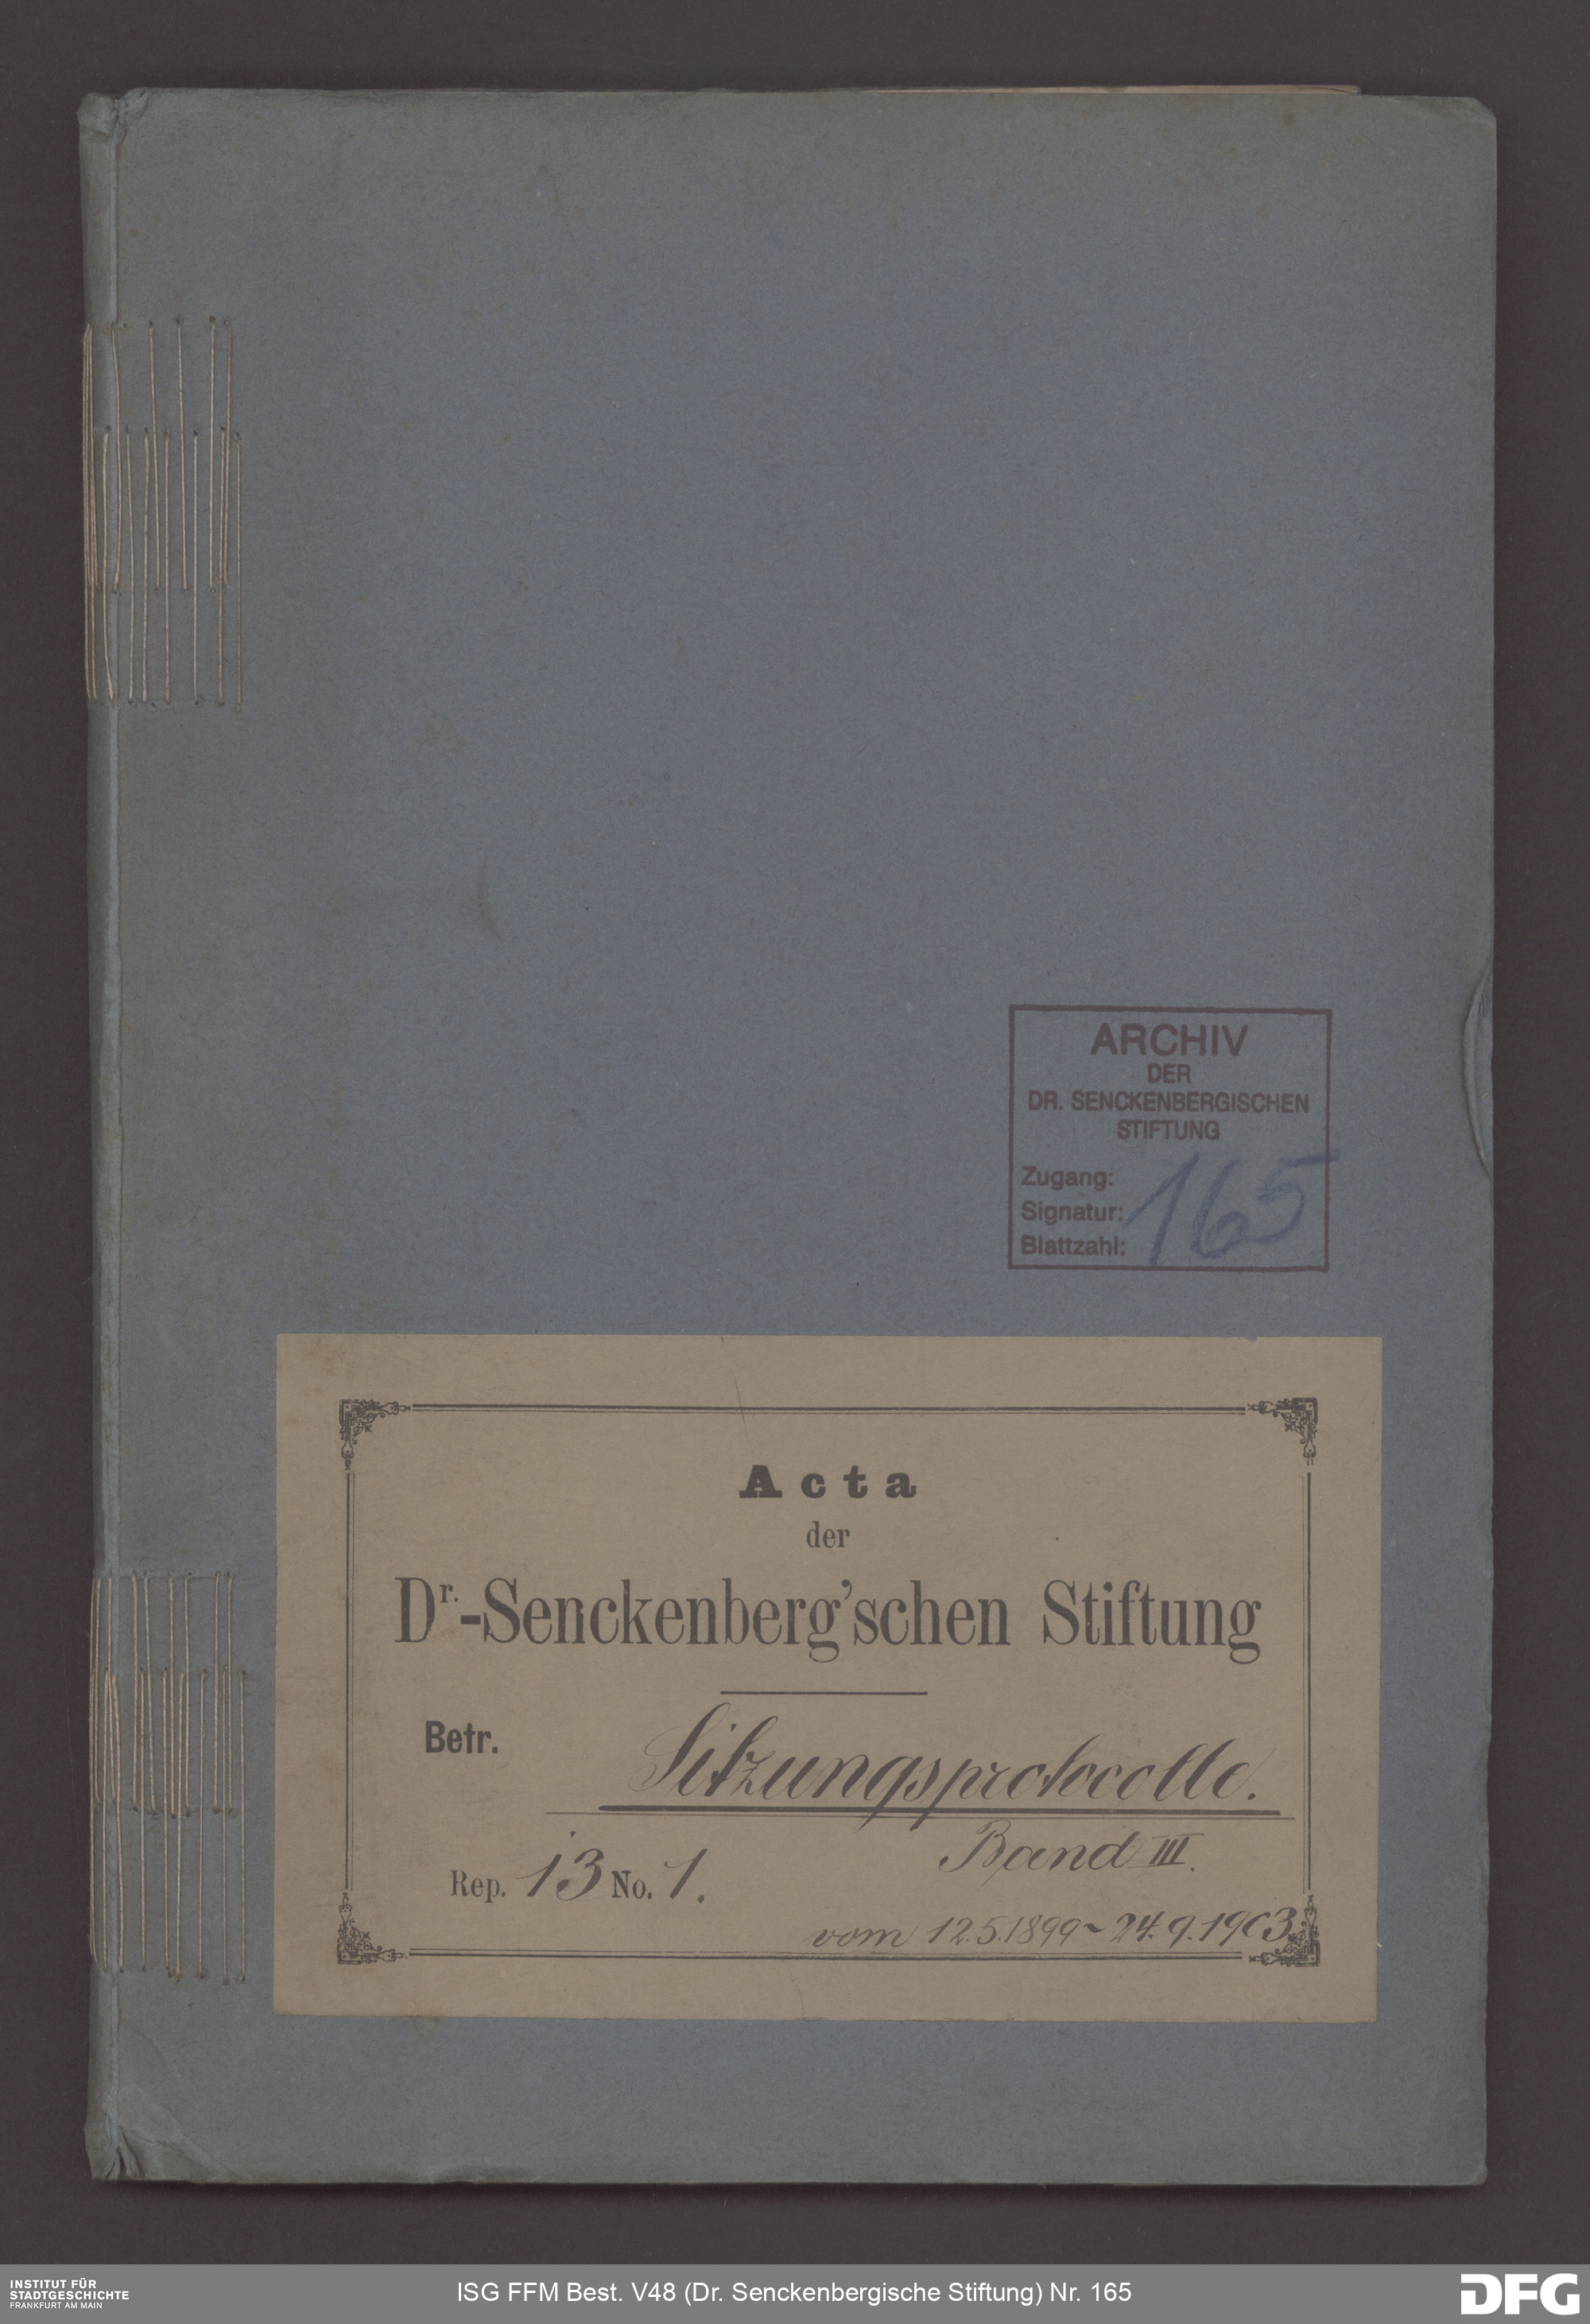 ARCHIV
DER
DR. SENCKENBERGISCHEN
STIFTUNG
Zugang:
Signatur: 165
Blattzahl:
Acta
der
Dr.-Senckenberg'schen Stiftung
Betr. Sitzungsprotocolle.
Band III.
Rep. 13 No. 1.
vom 12.5.1899 - 24.9.1903
INSTITUT FÜR
STADTGESCHICHTE
FRANKFURT AM MAIN
ISG FFM Best. V48 (Dr. Senckenbergische Stiftung) Nr. 165
DFG